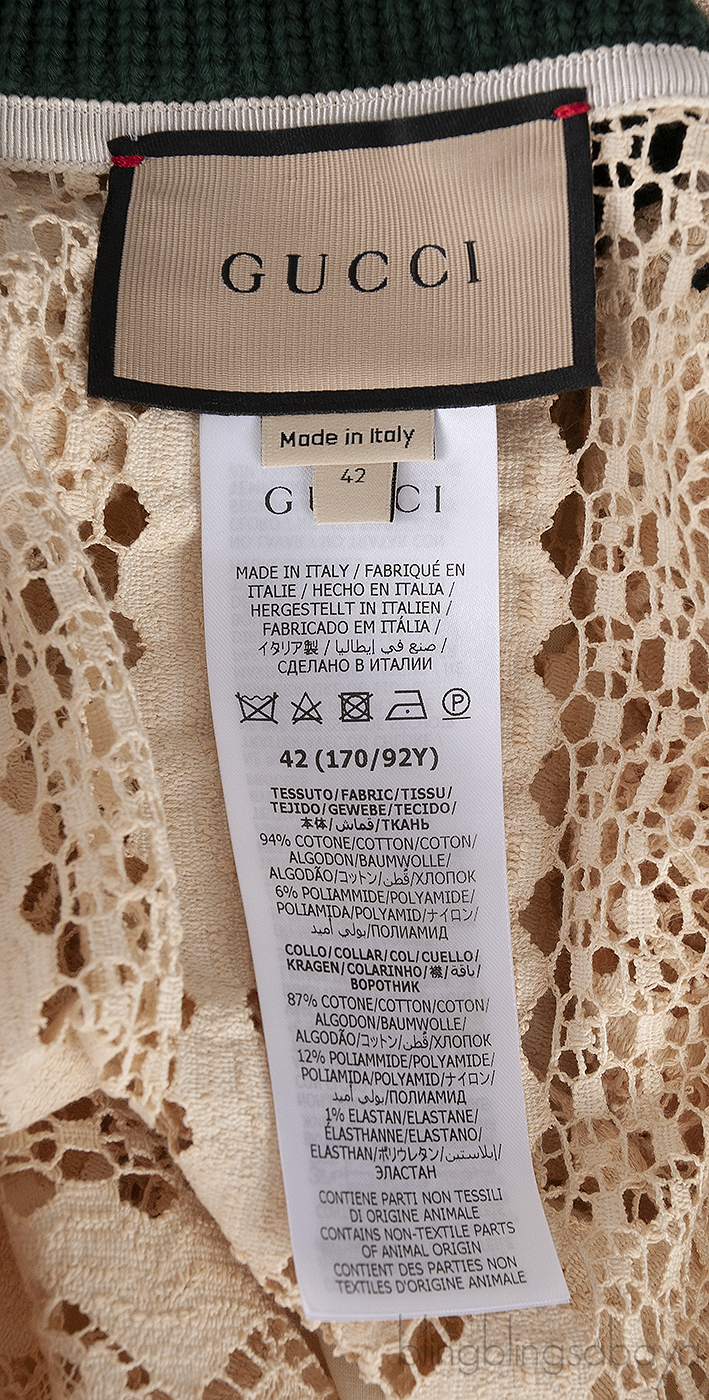 GUCCI
Made in Italy
42
MADE IN ITALY / FABRIQUÉ EN
ITALIE / HECHO EN ITALIA /
HERGESTELLT IN ITALIEN /
FABRICADO EM ITÁLIA /
イタリア製 / صنع في إيطاليا /
СДЕЛАНО В ИТАЛИИ
P
42 (170/92Y)
TESSUTO/FABRIC/TISSU/
TEJIDO/GEWEBE/TECIDO/
本体/قماش/ТКАНЬ
94% COTONE/COTTON/COTON/
ALGODON/BAUMWOLLE/
ALGODÃO/コットン/قُطن/ХЛОПОК
6% POLIAMMIDE/POLYAMIDE/
POLIAMIDA/POLYAMID/ナイロン/
بولي أميد/ПОЛИАМИД
COLLO/COLLAR/COL/CUELLO/
KRAGEN/COLARINHO/襟/ياقة/
ВОРОТНИК
87% COTONE/COTTON/COTON/
ALGODON/BAUMWOLLE/
ALGODÃO/コットン/قُطن/ХЛОПОК
12% POLIAMMIDE/POLYAMIDE/
POLIAMIDA/POLYAMID/ナイロン/
بولي أميد/ПОЛИАМИД
1% ELASTAN/ELASTANE/
ÉLASTHANNE/ELASTANO/
ELASTHAN/ポリウレタン/إيلاستين/
ЭЛАСТАН
CONTIENE PARTI NON TESSILI
DI ORIGINE ANIMALE
CONTAINS NON-TEXTILE PARTS
OF ANIMAL ORIGIN
CONTIENT DES PARTIES NON
TEXTILES D'ORIGINE ANIMALE